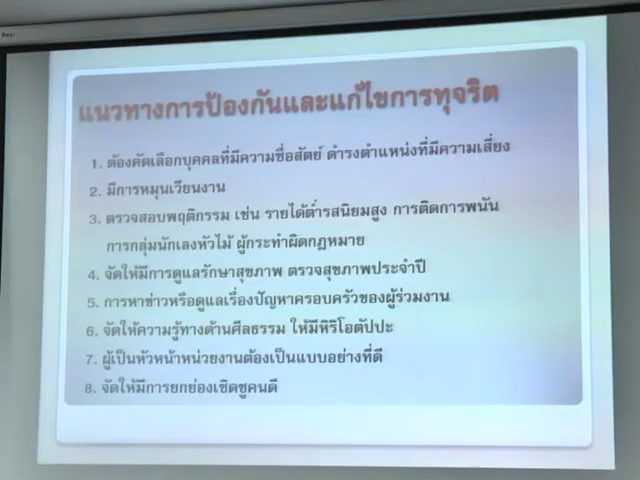 แนวทางการป้องกันและแก้ไขการทุจริต
1. ต้องคัดเลือกบุคคลที่มีความซื่อสัตย์ ดำรงตำแหน่งที่มีความเสี่ยง
2. มีการหมุนเวียนงาน
3. ตรวจสอบพฤติกรรม เช่น รายได้ต่ำรสนิยมสูง การติดการพนัน
การกลุ่มนักเลงหัวไม้ ผู้กระทำผิดกฎหมาย
4. จัดให้มีการดูแลรักษาสุขภาพ ตรวจสุขภาพประจำปี
5. การหาข่าวหรือดูแลเรื่องปัญหาครอบครัวของผู้ร่วมงาน
6. จัดให้ความรู้ทางด้านศีลธรรม ให้มีหิริโอตัปปะ
7. ผู้เป็นหัวหน้าหน่วยงานต้องเป็นแบบอย่างที่ดี
8. จัดให้มีการยกย่องเชิดชูคนดี